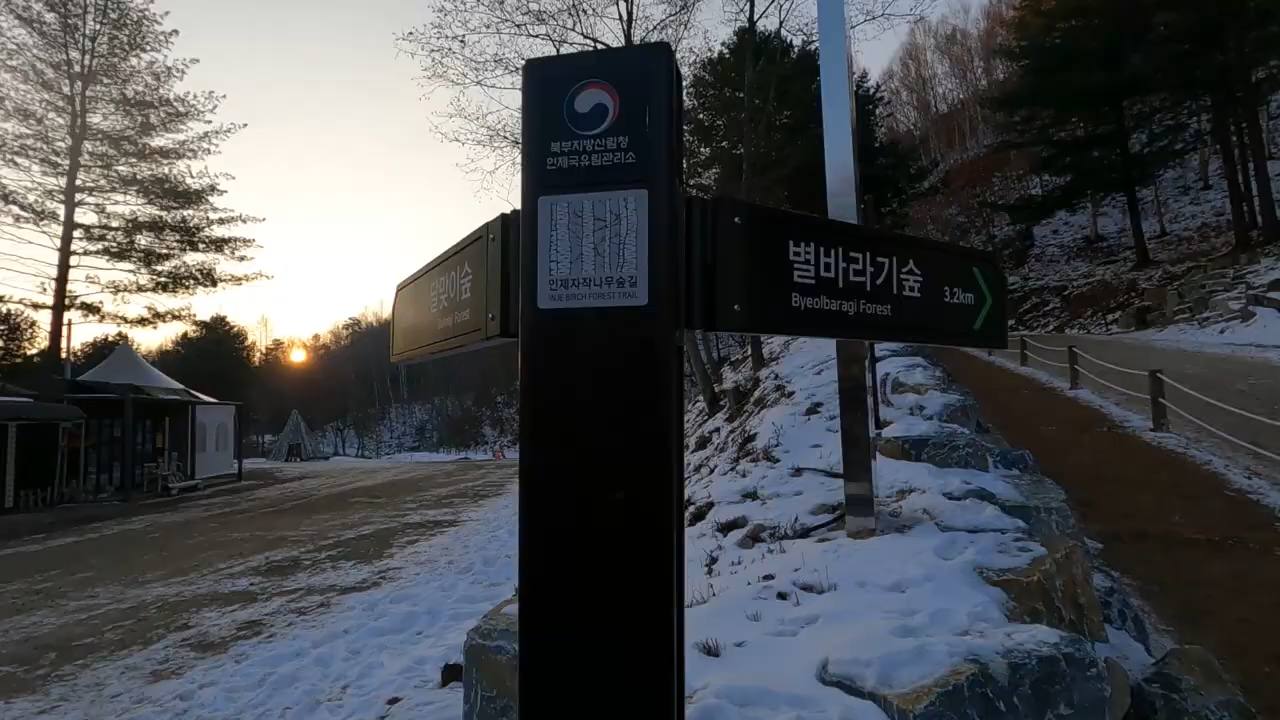 북부지방산림청
인제국유림관리소
인제자작나무숲길
INJE BIRCH FOREST TRAIL
달맞이숲
Forest
별바라기숲
Byeolbaragi Forest
3.2km